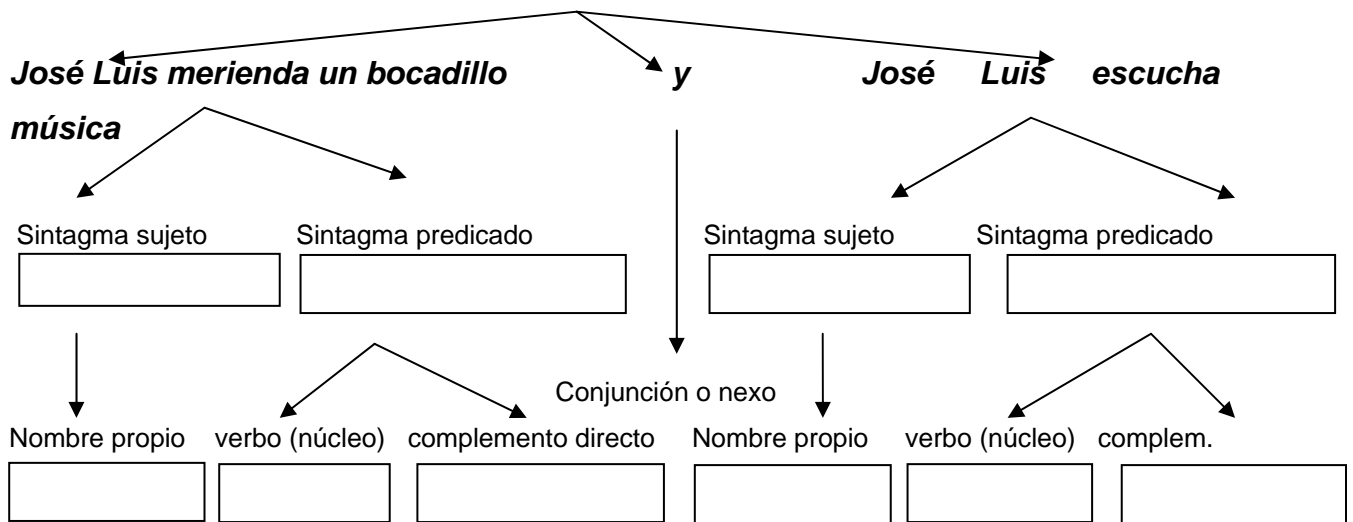 José Luis merienda un bocadillo y José Luis escucha
música
Sintagma sujeto Sintagma predicado Sintagma sujeto Sintagma predicado
Conjunción o nexo
Nombre propio verbo (núcleo) complemento directo Nombre propio verbo (núcleo) complem.